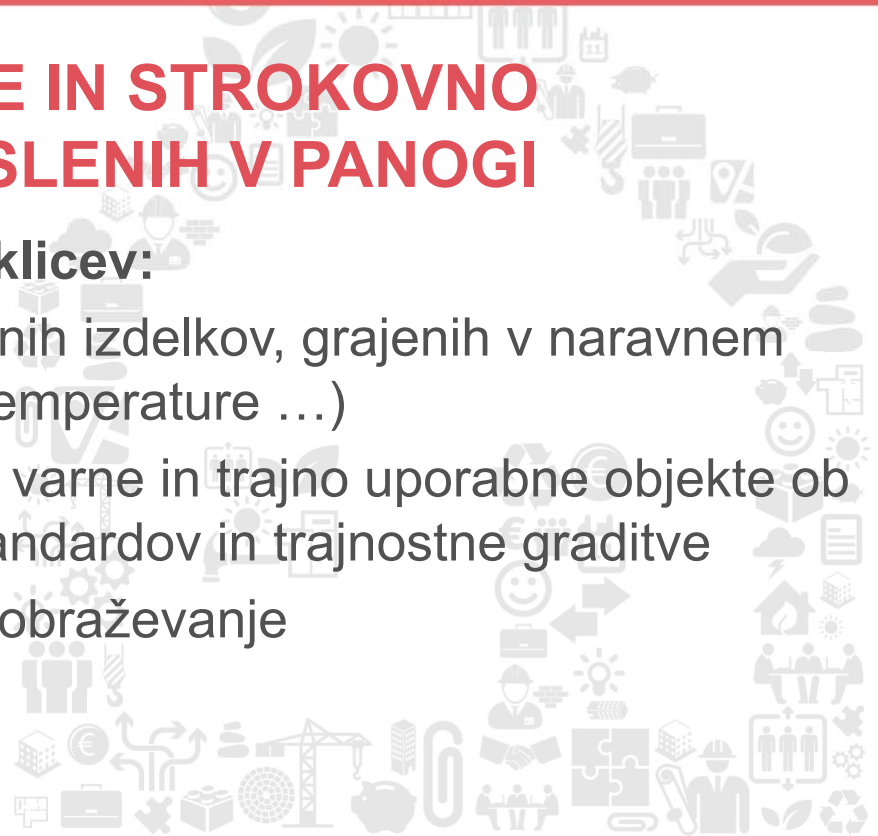 E IN STROKOVNO
SLENIH V PANOGI
klicev:
nih izdelkov, grajenih v naravnem
emperature …)
varne in trajno uporabne objekte ob
andardov in trajnostne graditve
obraževanje